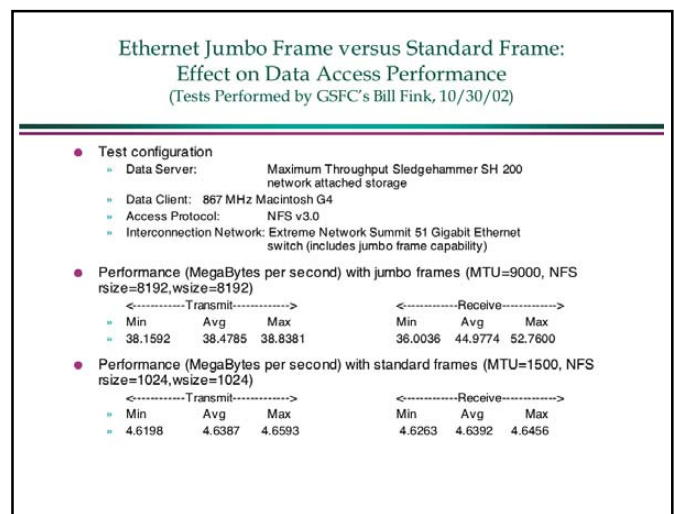 Ethernet Jumbo Frame versus Standard Frame:
Effect on Data Access Performance
(Tests Performed by GSFC's Bill Fink, 10/30/02)
● Test configuration
» Data Server: Maximum Throughput Sledgehammer SH 200
network attached storage
» Data Client: 867 MHz Macintosh G4
» Access Protocol: NFS v3.0
» Interconnection Network: Extreme Network Summit 51 Gigabit Ethernet
switch (includes jumbo frame capability)
● Performance (MegaBytes per second) with jumbo frames (MTU=9000, NFS
rsize=8192,wsize=8192)
<------------Transmit-------------> <-------------Receive------------->
» Min Avg Max Min Avg Max
» 38.1592 38.4785 38.8381 36.0036 44.9774 52.7600
● Performance (MegaBytes per second) with standard frames (MTU=1500, NFS
rsize=1024,wsize=1024)
<------------Transmit-------------> <-------------Receive------------->
» Min Avg Max Min Avg Max
» 4.6198 4.6387 4.6593 4.6263 4.6392 4.6456